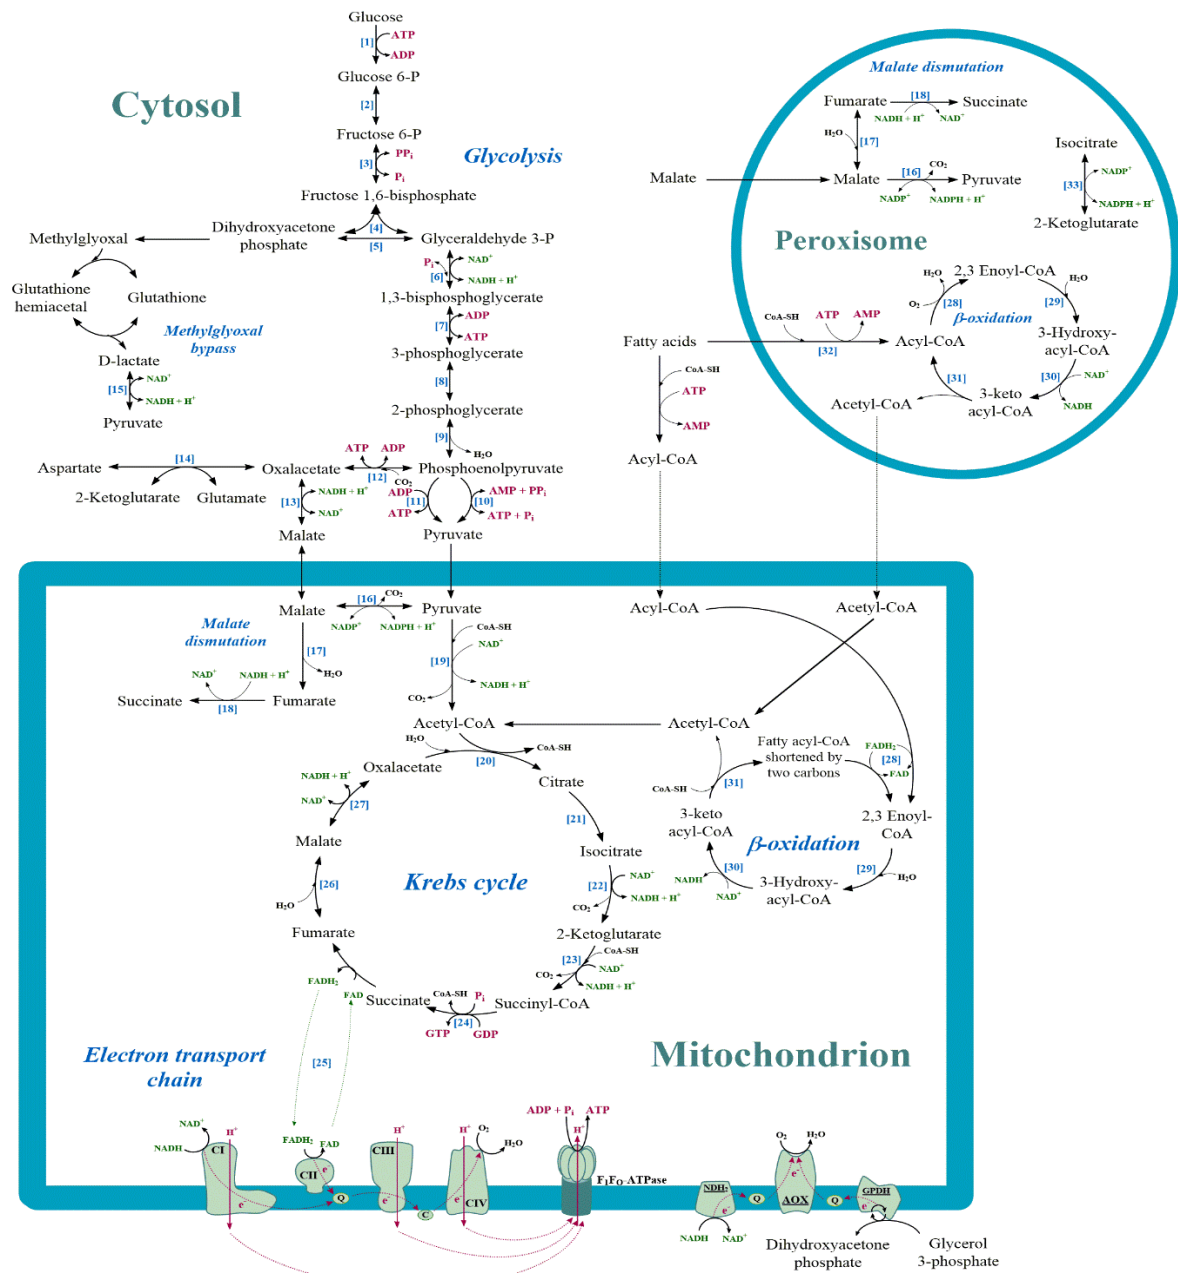 Glucose
[1]
ATP
ADP
Glucose 6-P
[2]
Fructose 6-P
[3]
PPi
Pi
Fructose 1,6-bisphosphate
Cytosol
Glycolysis
[4]
[5]
Dihydroxyacetone
phosphate
Glyceraldehyde 3-P
Methylglyoxal
Glutathione
hemiacetal
Glutathione
Methylglyoxal
bypass
D-lactate
[15]
NAD⁺
NADH + H⁺
Pyruvate
Pi
NAD⁺
[6]
NADH + H⁺
1,3-bisphosphoglycerate
[7]
ADP
ATP
3-phosphoglycerate
[8]
2-phosphoglycerate
[9]
H₂O
Phosphoenolpyruvate
ATP
ADP
[12]
CO₂
Oxalacetate
[14]
Aspartate
2-Ketoglutarate
Glutamate
[13]
NADH + H⁺
NAD⁺
Malate
ADP
[11]
ATP
[10]
AMP + PPi
ATP + Pi
Pyruvate
Malate dismutation
Fumarate
[18]
Succinate
NADH + H⁺
NAD⁺
H₂O
[17]
Malate
Malate
[16]
CO₂
Pyruvate
NADP⁺
NADPH + H⁺
Isocitrate
NADP⁺
[33]
NADPH + H⁺
2-Ketoglutarate
Peroxisome
Fatty acids
CoA-SH
ATP
AMP
[32]
Acyl-CoA
H₂O
O₂
[28]
2,3 Enoyl-CoA
H₂O
[29]
β-oxidation
3-Hydroxy-
acyl-CoA
[30]
NAD⁺
NADH
3-keto
acyl-CoA
[31]
Acetyl-CoA
CoA-SH
ATP
AMP
Acyl-CoA
Malate
[16]
CO₂
NADP⁺
NADPH + H⁺
Pyruvate
Acyl-CoA
Acetyl-CoA
Malate
dismutation
[17]
H₂O
NAD⁺
NADH + H⁺
Succinate
[18]
Fumarate
CoA-SH
NAD⁺
[19]
NADH + H⁺
CO₂
Acetyl-CoA
Acetyl-CoA
H₂O
[20]
CoA-SH
Oxalacetate
Citrate
[21]
Isocitrate
[22]
NAD⁺
NADH + H⁺
CO₂
2-Ketoglutarate
[23]
CoA-SH
NAD⁺
CO₂
NADH + H⁺
Succinyl-CoA
CoA-SH
Pi
[24]
GTP
GDP
Succinate
FADH₂
FAD
Fumarate
[26]
H₂O
Malate
[27]
NADH + H⁺
NAD⁺
Krebs cycle
Fatty acyl-CoA
shortened by
two carbons
FADH₂
[28]
FAD
2,3 Enoyl-
CoA
[29]
H₂O
3-Hydroxy-
acyl-CoA
[30]
NADH
NAD⁺
3-keto
acyl-CoA
CoA-SH
[31]
β-oxidation
Mitochondrion
Electron transport
chain
[25]
NAD⁺
NADH
CI
H⁺
e⁻
FADH₂
FAD
CII
e⁻
Q
CIII
H⁺
C
H⁺
O₂
H₂O
e⁻
CIV
ADP + Pi
ATP
H⁺
F₁FO-ATPase
NDH₂
e⁻
NADH
NAD⁺
Q
O₂
H₂O
e⁻
AOX
Q
GPDH
e⁻
Dihydroxyacetone
phosphate
Glycerol
3-phosphate